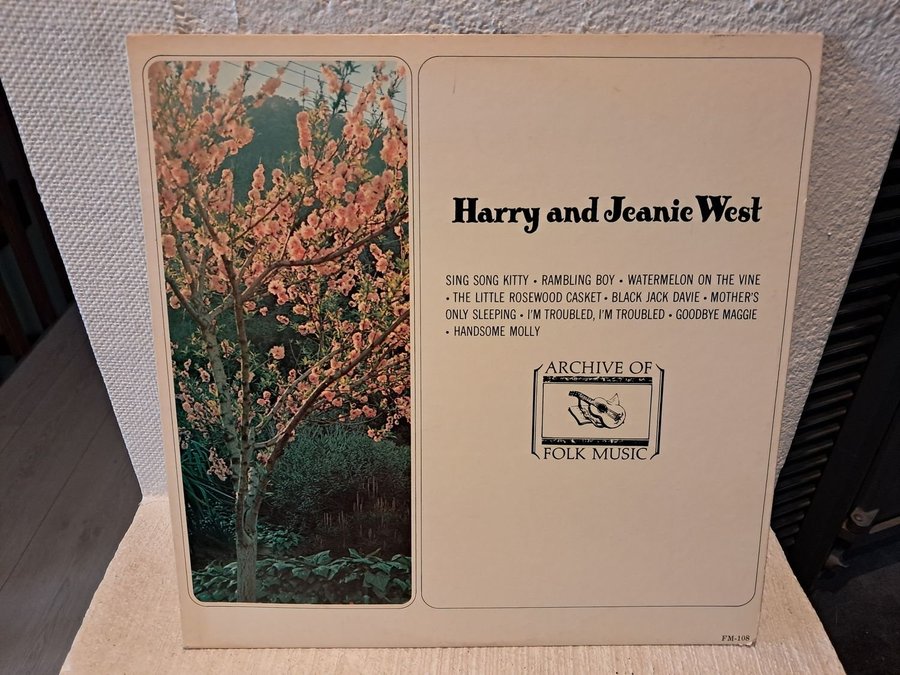 Harry and Jeanie West
SING SONG KITTY • RAMBLING BOY • WATERMELON ON THE VINE
• THE LITTLE ROSEWOOD CASKET • BLACK JACK DAVIE • MOTHER'S
ONLY SLEEPING • I'M TROUBLED, I'M TROUBLED • GOODBYE MAGGIE
• HANDSOME MOLLY
ARCHIVE OF
FOLK MUSIC
FM-108